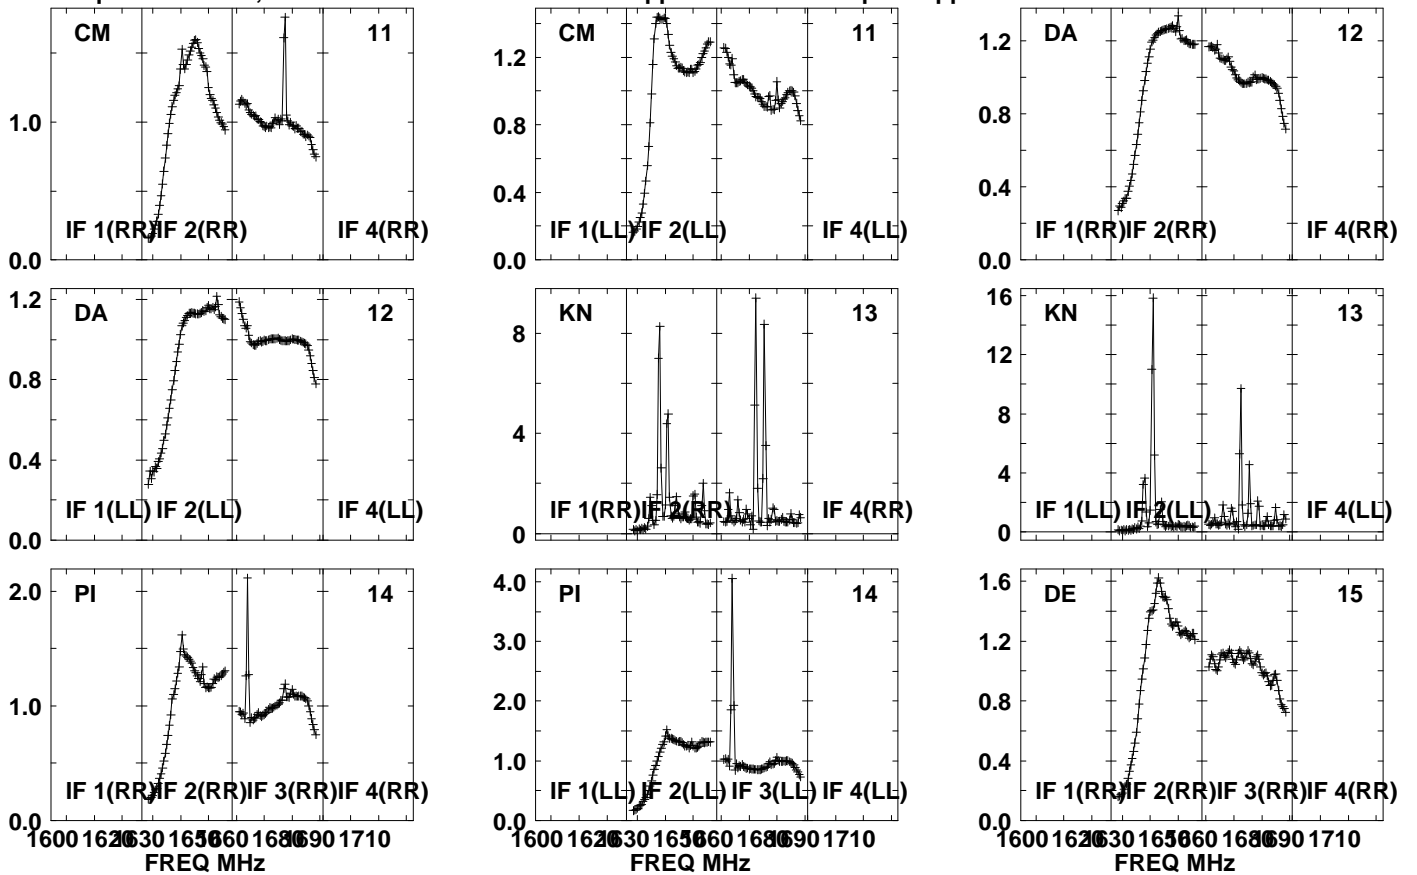 CM 11 CM 11 DA 12
1.0 1.2 1.2
0.8 0.8
0.4 0.4
IF 1(RR) IF 2(RR) IF 4(RR) IF 1(LL) IF 2(LL) IF 4(LL) IF 1(RR) IF 2(RR) IF 4(RR)
0.0 0.0 0.0
DA 12 KN 13 KN 13
1.2 8 16
0.8 4 12
0.4 8
4
IF 1(LL) IF 2(LL) IF 4(LL) IF 1(RR) IF 2(RR) IF 4(RR) IF 1(LL) IF 2(LL) IF 4(LL)
0.0 0 0
PI 14 PI 14 DE 15
2.0 4.0 1.6
3.0 1.2
1.0 2.0 0.8
1.0 0.4
IF 1(RR) IF 2(RR) IF 3(RR) IF 4(RR) IF 1(LL) IF 2(LL) IF 3(LL) IF 4(LL) IF 1(RR) IF 2(RR) IF 3(RR) IF 4(RR)
0.0 0.0 0.0
1600 1620 1630 1650 1660 1680 1690 1710 1600 1620 1630 1650 1660 1680 1690 1710 1600 1620 1630 1650 1660 1680 1690 1710
FREQ MHz FREQ MHz FREQ MHz